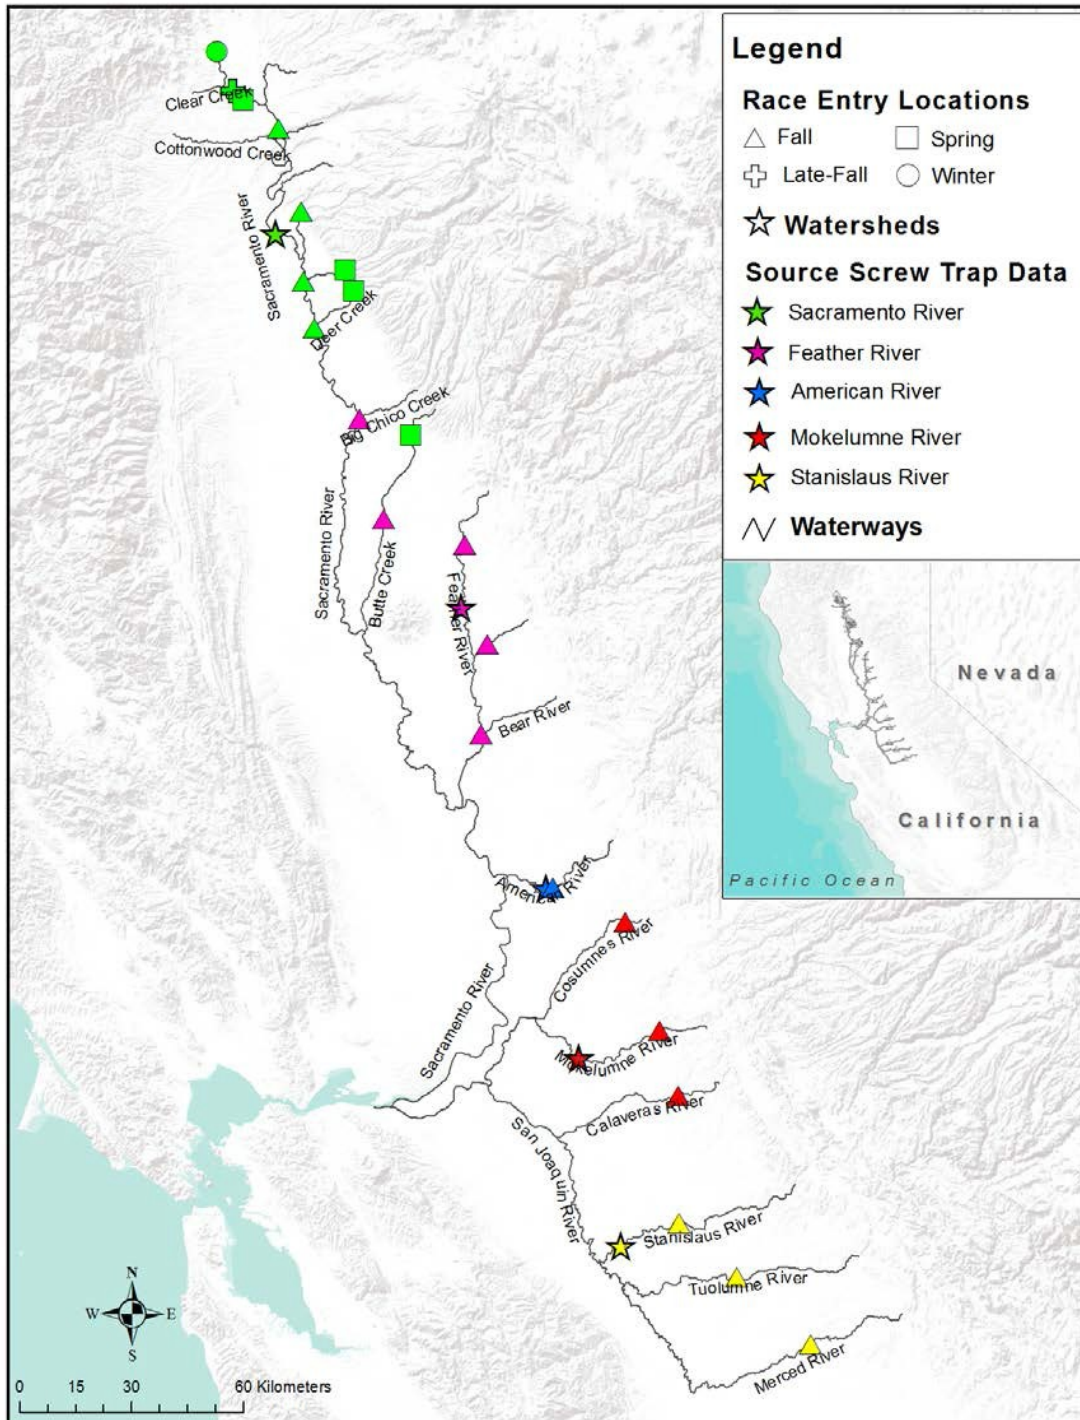 Legend
Race Entry Locations
Fall
Spring
Late-Fall
Winter
Watersheds
Source Screw Trap Data
Sacramento River
Feather River
American River
Mokelumne River
Stanislaus River
Waterways
Clear Creek
Cottonwood Creek
Sacramento River
Deer Creek
Big Chico Creek
Sacramento River
Butte Creek
Feather River
Bear River
Nevada
California
Pacific Ocean
American River
Cosumnes River
Sacramento River
Mokelumne River
Calaveras River
San Joaquin River
Stanislaus River
Tuolumne River
Merced River
N
W E
S
0 15 30 60 Kilometers